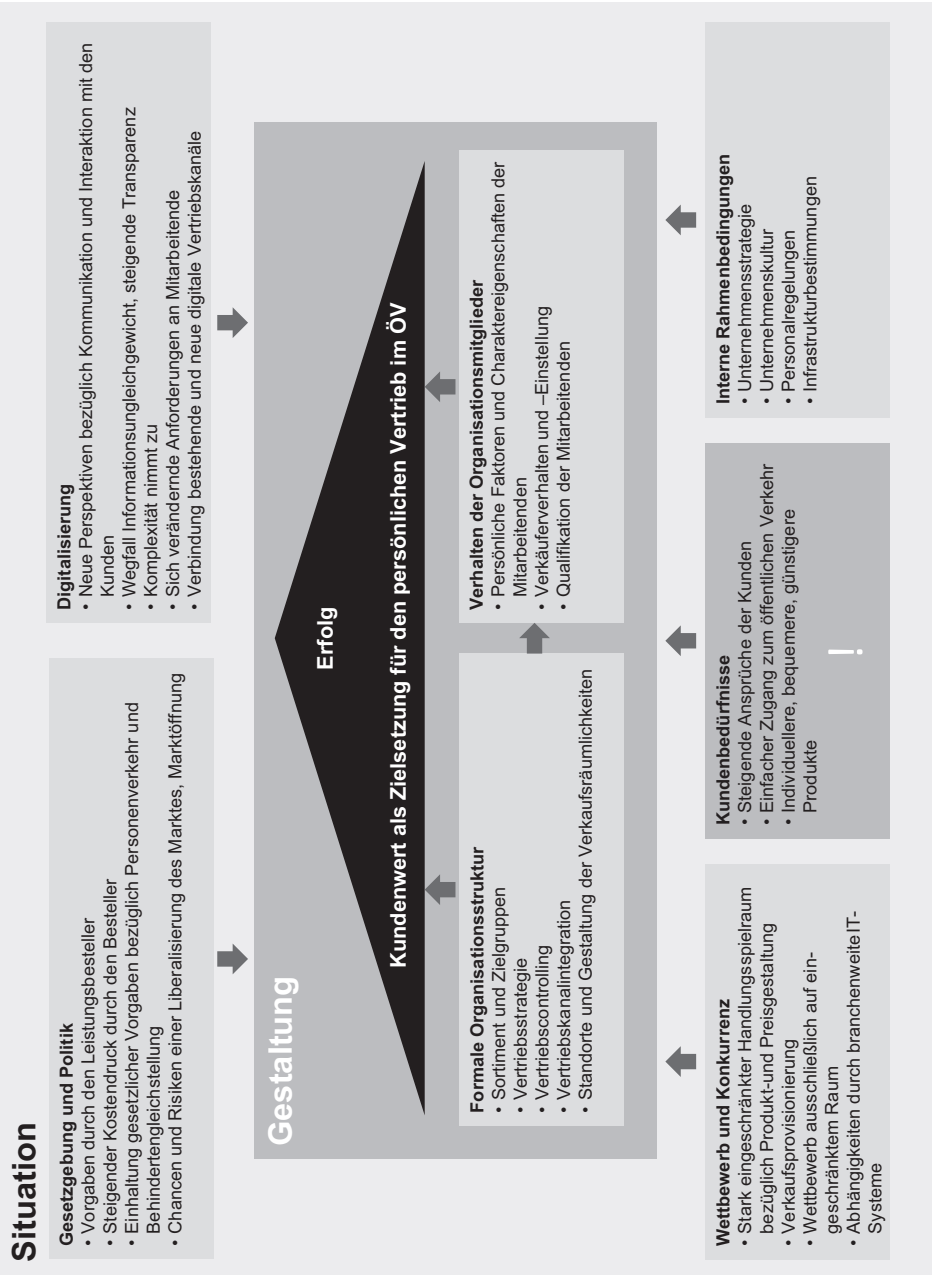 Situation
Gesetzgebung und Politik
• Vorgaben durch den Leistungsbesteller
• Steigender Kostendruck durch den Besteller
• Einhaltung gesetzlicher Vorgaben bezüglich Personenverkehr und
Behindertengleichstellung
• Chancen und Risiken einer Liberalisierung des Marktes, Marktöffnung
Digitalisierung
• Neue Perspektiven bezüglich Kommunikation und Interaktion mit den
Kunden
• Wegfall Informationsungleichgewicht, steigende Transparenz
• Komplexität nimmt zu
• Sich verändernde Anforderungen an Mitarbeitende
• Verbindung bestehende und neue digitale Vertriebskanäle
Gestaltung
Erfolg
Kundenwert als Zielsetzung für den persönlichen Vertrieb im ÖV
Formale Organisationsstruktur
• Sortiment und Zielgruppen
• Vertriebsstrategie
• Vertriebscontrolling
• Vertriebskanalintegration
• Standorte und Gestaltung der Verkaufsräumlichkeiten
Verhalten der Organisationsmitglieder
• Persönliche Faktoren und Charaktereigenschaften der
Mitarbeitenden
• Verkäuferverhalten und –Einstellung
• Qualifikation der Mitarbeitenden
Wettbewerb und Konkurrenz
• Stark eingeschränkter Handlungsspielraum
bezüglich Produkt-und Preisgestaltung
• Verkaufsprovisionierung
• Wettbewerb ausschließlich auf ein-
geschränktem Raum
• Abhängigkeiten durch branchenweite IT-
Systeme
Kundenbedürfnisse
• Steigende Ansprüche der Kunden
• Einfacher Zugang zum öffentlichen Verkehr
• Individuellere, bequemere, günstigere
Produkte
!
Interne Rahmenbedingungen
• Unternehmensstrategie
• Unternehmenskultur
• Personalregelungen
• Infrastrukturbestimmungen